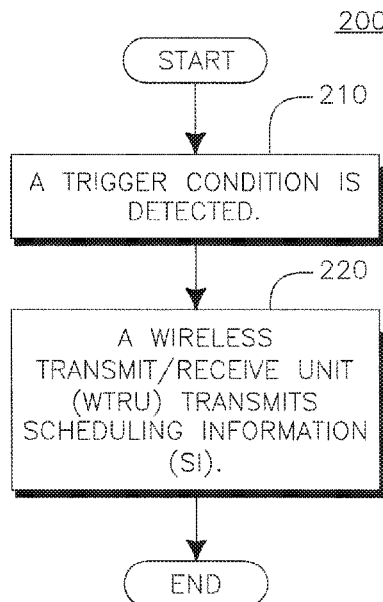 200
START
210
A TRIGGER CONDITION IS
DETECTED.
220
A WIRELESS
TRANSMIT/RECEIVE UNIT
(WTRU) TRANSMITS
SCHEDULING INFORMATION
(SI).
END